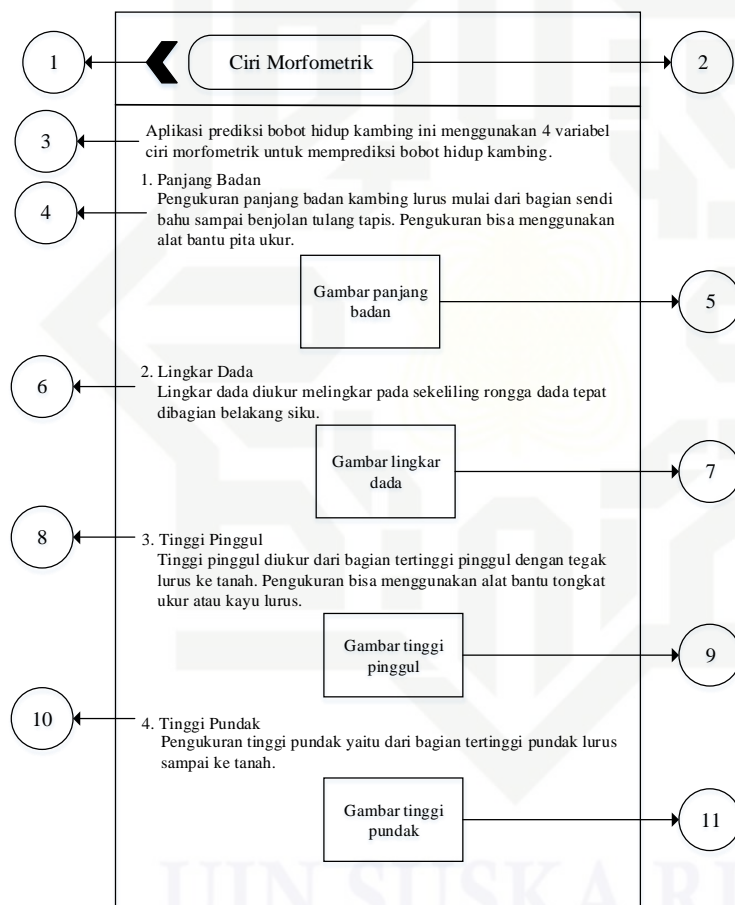 1
Ciri Morfometrik
2
3
Aplikasi prediksi bobot hidup kambing ini menggunakan 4 variabel
ciri morfometrik untuk memprediksi bobot hidup kambing.
4
1. Panjang Badan
Pengukuran panjang badan kambing lurus mulai dari bagian sendi
bahu sampai benjolan tulang tapis. Pengukuran bisa menggunakan
alat bantu pita ukur.
Gambar panjang
badan
5
6
2. Lingkar Dada
Lingkar dada diukur melingkar pada sekeliling rongga dada tepat
dibagian belakang siku.
Gambar lingkar
dada
7
8
3. Tinggi Pinggul
Tinggi pinggul diukur dari bagian tertinggi pinggul dengan tegak
lurus ke tanah. Pengukuran bisa menggunakan alat bantu tongkat
ukur atau kayu lurus.
Gambar tinggi
pinggul
9
10
4. Tinggi Pundak
Pengukuran tinggi pundak yaitu dari bagian tertinggi pundak lurus
sampai ke tanah.
Gambar tinggi
pundak
11
UIN SUSKA